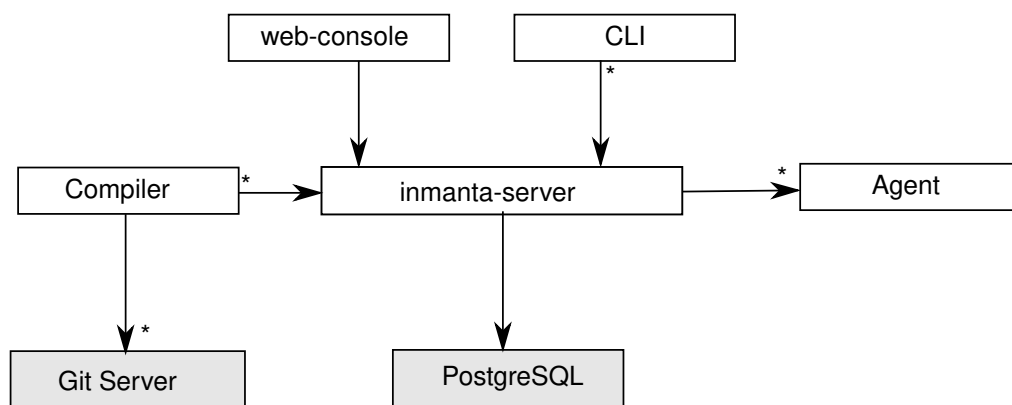 web-console
CLI
*
Compiler
*
inmanta-server
*
Agent
*
Git Server
PostgreSQL